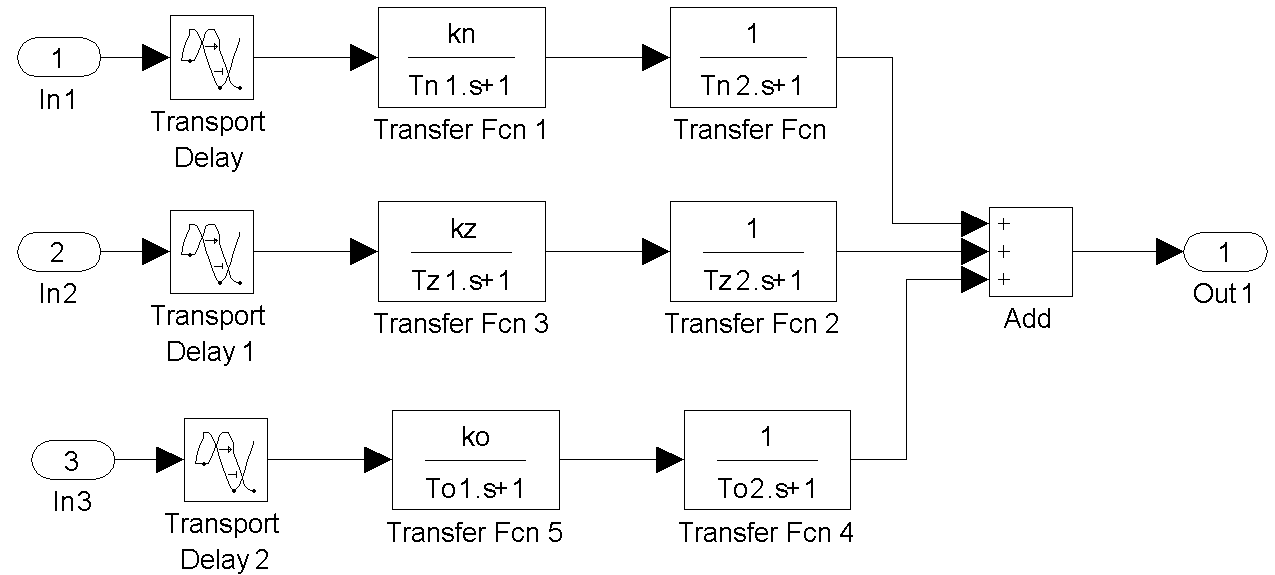 1
In1
Transport
Delay
kn
Tn1.s+1
Transfer Fcn 1
1
Tn2.s+1
Transfer Fcn
2
In2
Transport
Delay 1
kz
Tz1.s+1
Transfer Fcn 3
1
Tz2.s+1
Transfer Fcn 2
3
In3
Transport
Delay 2
ko
To1.s+1
Transfer Fcn 5
1
To2.s+1
Transfer Fcn 4
+
+
+
Add
1
Out1